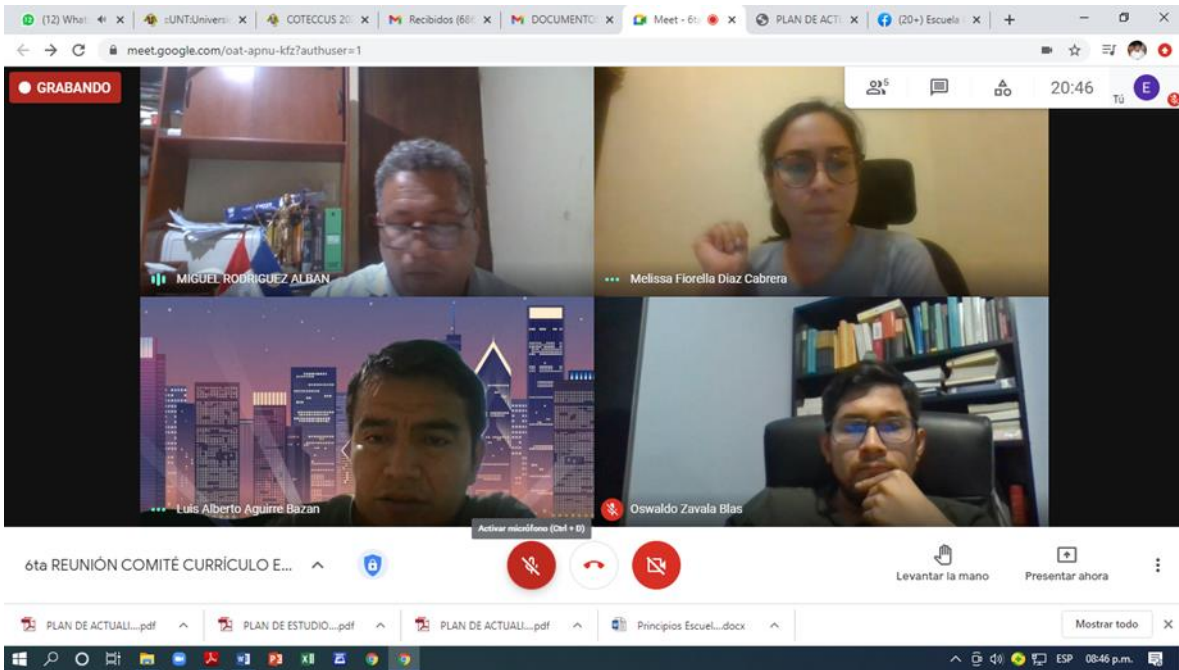 (12) What
:UNT:Univers
COTECCUS 20
Recibidos (68
DOCUMENTO
Meet - 6t
PLAN DE ACT
(20+) Escuela
meet.google.com/oat-apnu-kfz?authuser=1
GRABANDO
5
20:46
Tú
E
MIGUEL RODRIGUEZ ALBAN
Melissa Fiorella Diaz Cabrera
Luis Alberto Aguirre Bazan
Oswaldo Zavala Blas
Activar micrófono (Ctrl + D)
6ta REUNIÓN COMITÉ CURRÍCULO E...
Levantar la mano
Presentar ahora
PLAN DE ACTUALI....pdf
PLAN DE ESTUDIO....pdf
PLAN DE ACTUALI....pdf
Principios Escuel....docx
Mostrar todo
ESP
08:46 p.m.